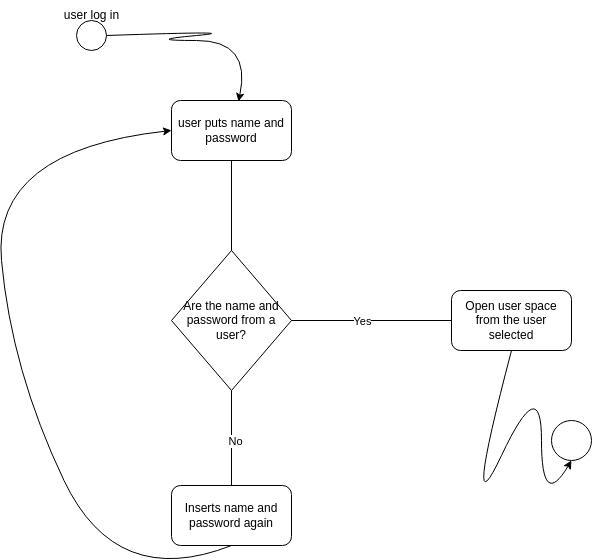 user log in
user puts name and
password
Are the name and
password from a
user?
Yes
Open user space
from the user
selected
No
Inserts name and
password again